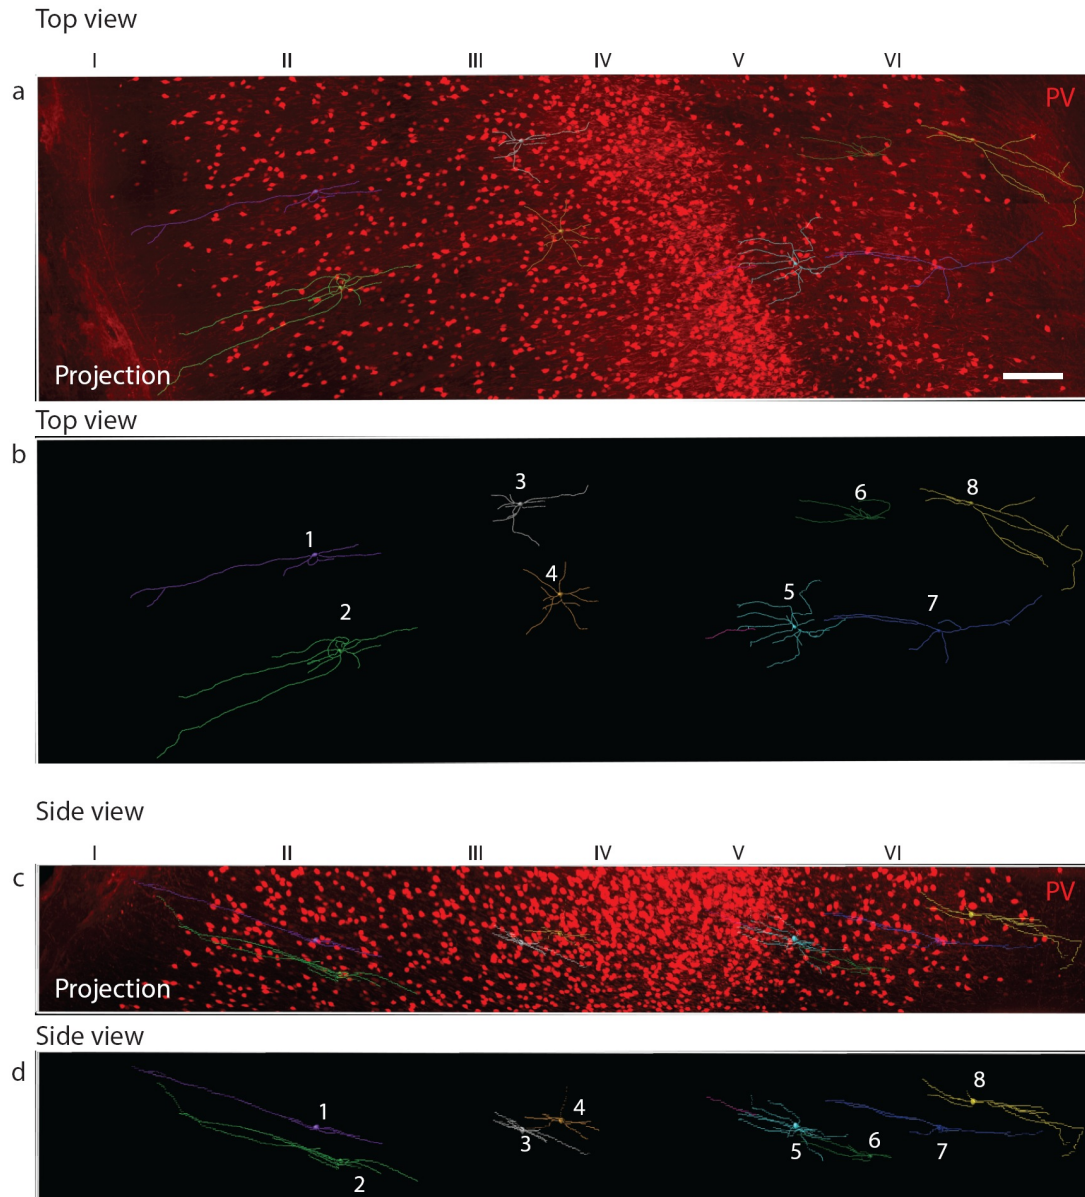 Top view
I II III IV V VI
a
PV
Projection
Top view
b
3 6 8
1
4
5 7
2
Side view
I II III IV V VI
c
PV
Projection
Side view
d
8
1 4
3
5 6 7
2